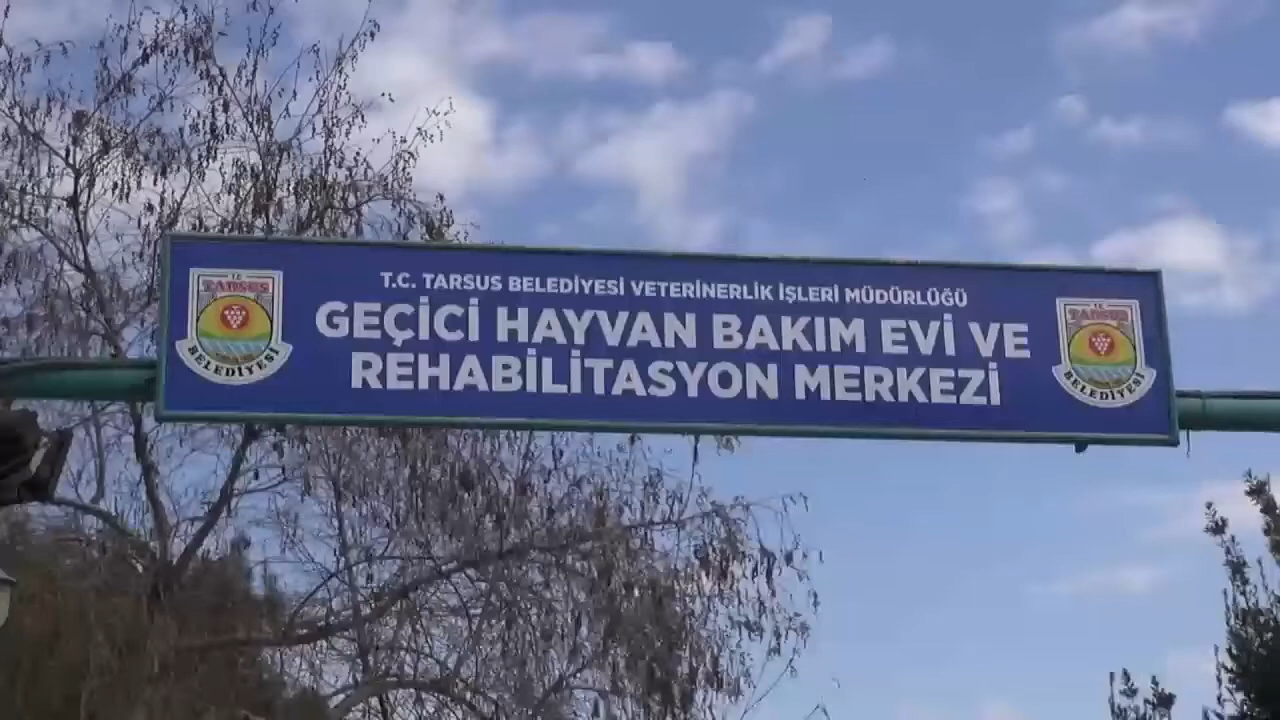 T.C. TARSUS BELEDİYESİ VETERİNERLİK İŞLERİ MÜDÜRLÜĞÜ
GEÇİCİ HAYVAN BAKIM EVİ VE
REHABİLİTASYON MERKEZİ
T.C.
TARSUS
BELEDİYESİ
T.C.
TARSUS
BELEDİYESİ